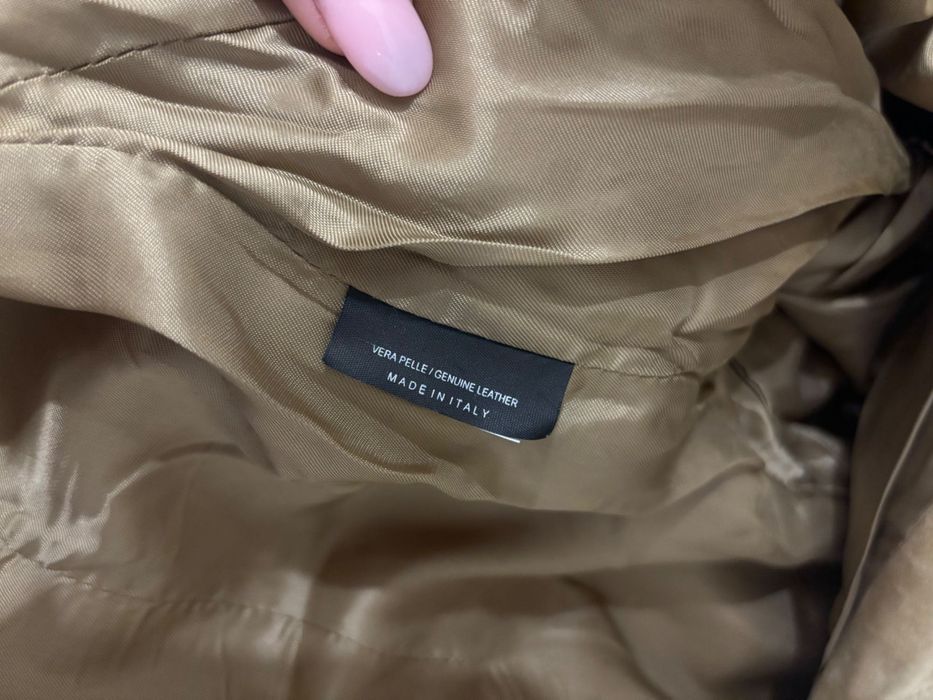 VERA PELLE / GENUINE LEATHER
MADE IN ITALY